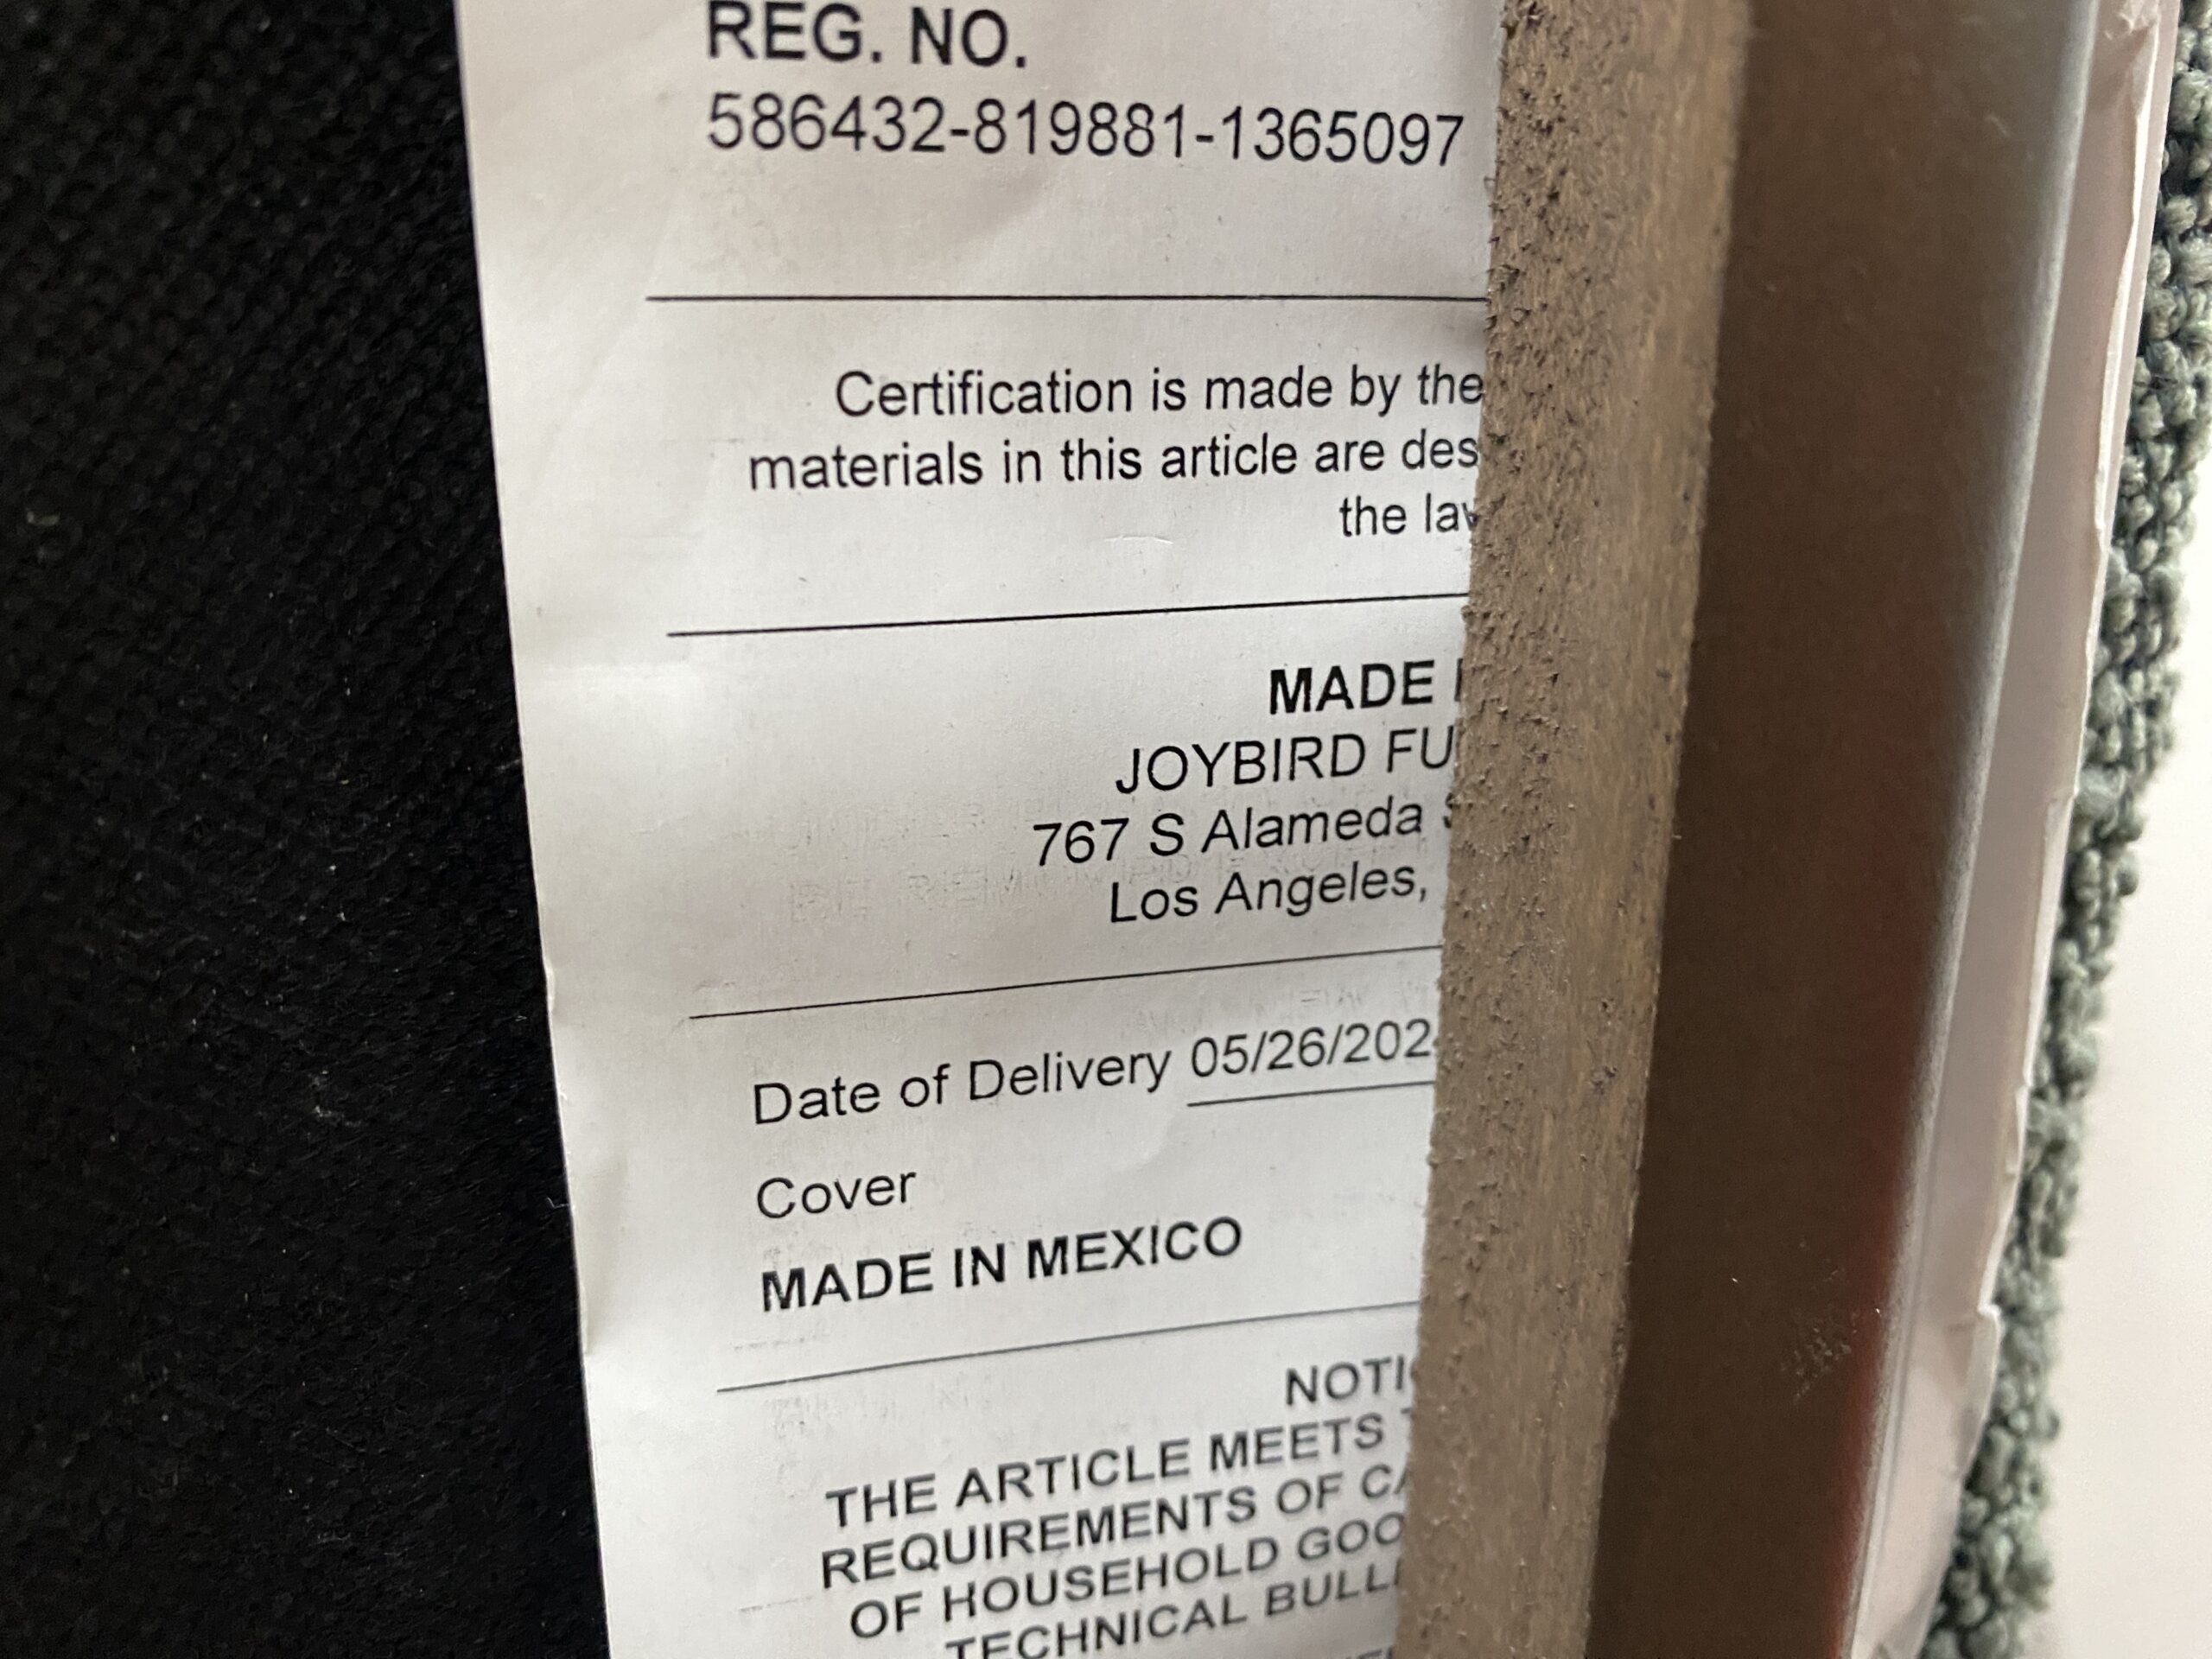 REG. NO.
586432-819881-1365097
Certification is made by the
materials in this article are des
the law
MADE
JOYBIRD FU
767 S Alameda S
Los Angeles,
Date of Delivery 05/26/202
Cover
MADE IN MEXICO
NOTI
THE ARTICLE MEETS T
REQUIREMENTS OF CA
OF HOUSEHOLD GOO
TECHNICAL BULL